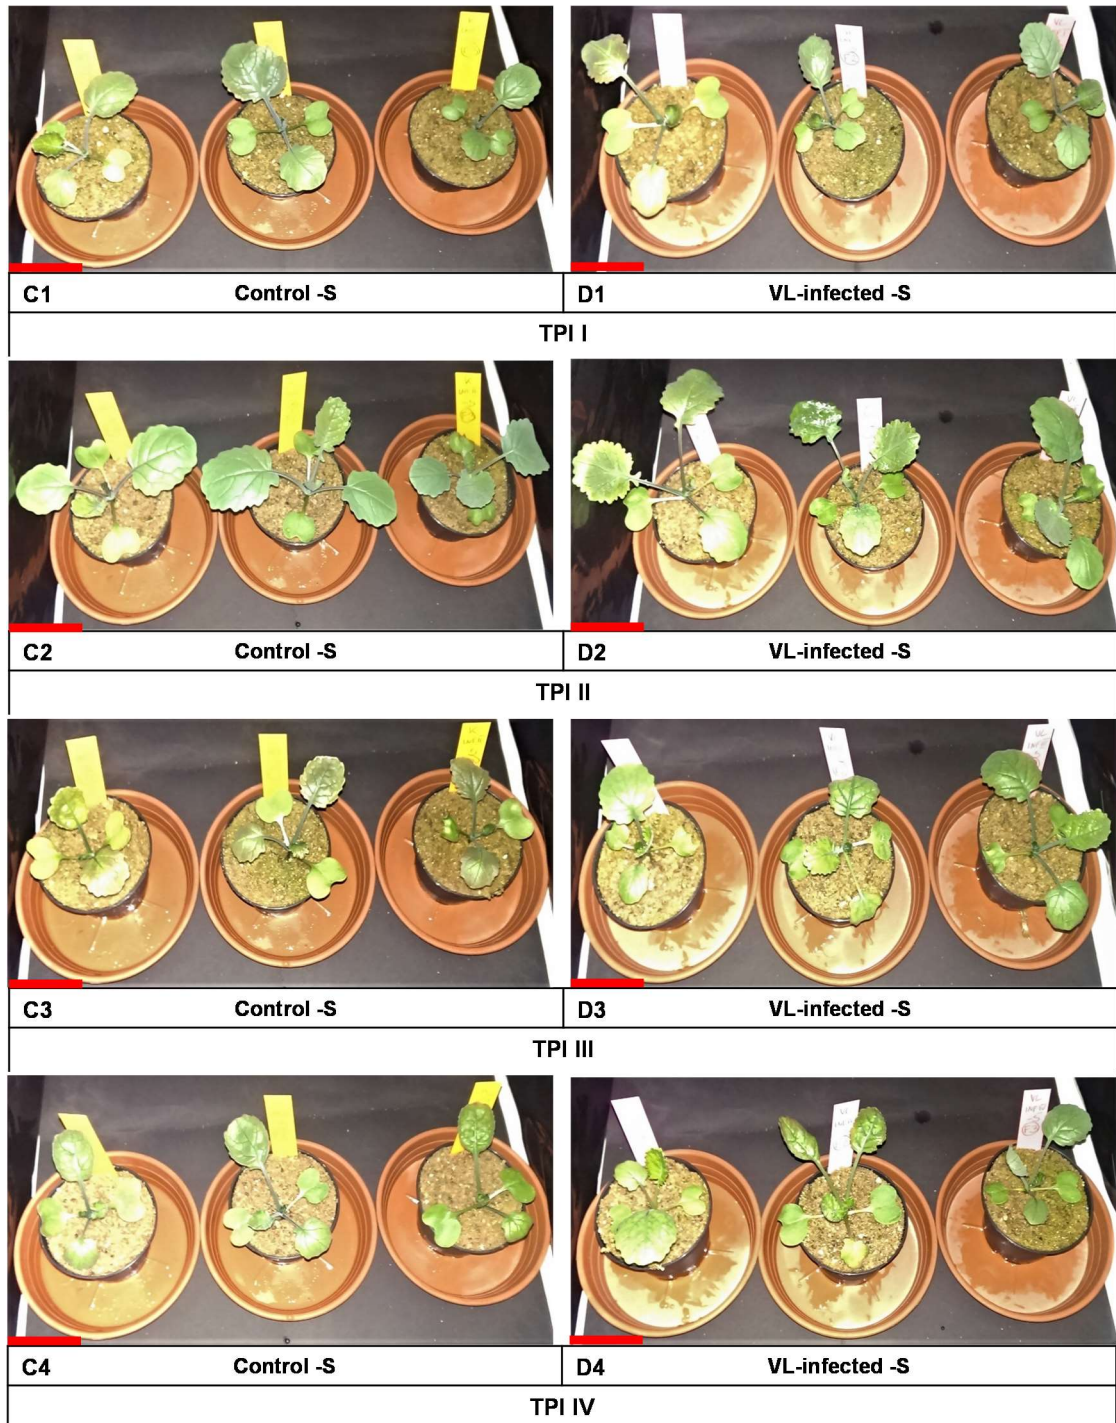 C1 Control -S D1 VL-infected -S
TPI I
C2 Control -S D2 VL-infected -S
TPI II
C3 Control -S D3 VL-infected -S
TPI III
C4 Control -S D4 VL-infected -S
TPI IV